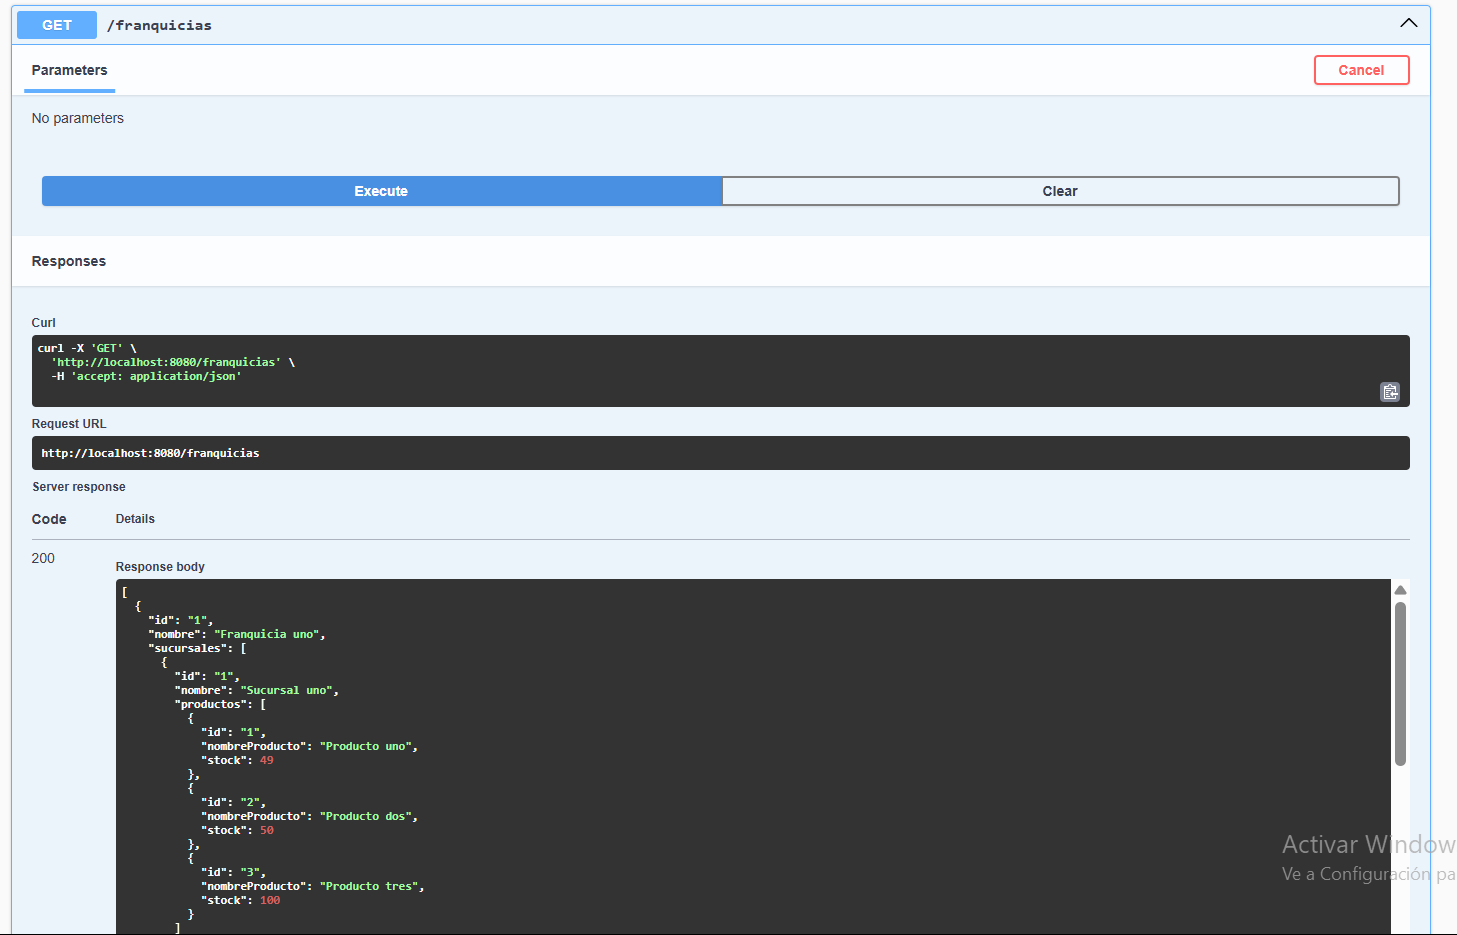 GET /franquicias
Parameters
Cancel
No parameters
Execute
Clear
Responses
Curl
curl -X 'GET' \
  'http://localhost:8080/franquicias' \
  -H 'accept: application/json'
Request URL
http://localhost:8080/franquicias
Server response
Code Details
200
Response body
[
  {
    "id": "1",
    "nombre": "Franquicia uno",
    "sucursales": [
      {
        "id": "1",
        "nombre": "Sucursal uno",
        "productos": [
          {
            "id": "1",
            "nombreProducto": "Producto uno",
            "stock": 49
          },
          {
            "id": "2",
            "nombreProducto": "Producto dos",
            "stock": 50
          },
          {
            "id": "3",
            "nombreProducto": "Producto tres",
            "stock": 100
          }
        ]
Activar Window
Ve a Configuración pa